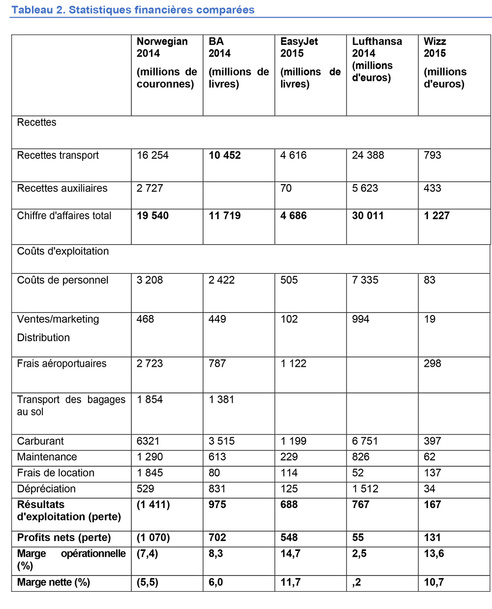 Tableau 2. Statistiques financières comparées
Norwegian 2014 (millions de couronnes) BA 2014 (millions de livres) EasyJet 2015 (millions de livres) Lufthansa 2014 (millions d'euros) Wizz 2015 (millions d'euros)
Recettes
Recettes transport 16 254 10 452 4 616 24 388 793
Recettes auxiliaires 2 727 70 5 623 433
Chiffre d'affaires total 19 540 11 719 4 686 30 011 1 227
Coûts d'exploitation
Coûts de personnel 3 208 2 422 505 7 335 83
Ventes/marketing 468 449 102 994 19
Distribution
Frais aéroportuaires 2 723 787 1 122 298
Transport des bagages au sol 1 854 1 381
Carburant 6321 3 515 1 199 6 751 397
Maintenance 1 290 613 229 826 62
Frais de location 1 845 80 114 52 137
Dépréciation 529 831 125 1 512 34
Résultats d'exploitation (perte) (1 411) 975 688 767 167
Profits nets (perte) (1 070) 702 548 55 131
Marge opérationnelle (%) (7,4) 8,3 14,7 2,5 13,6
Marge nette (%) (5,5) 6,0 11,7 ,2 10,7